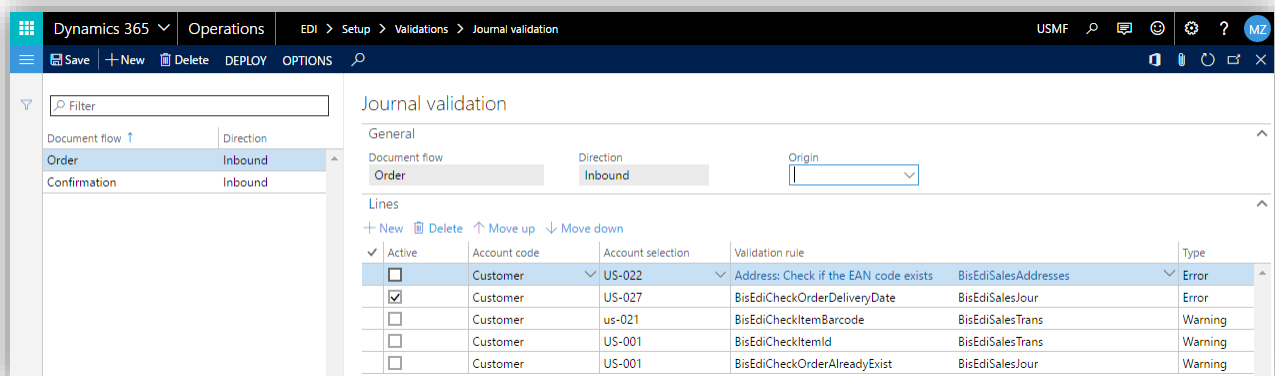 Dynamics 365 Operations EDI > Setup > Validations > Journal validation USMF ? MZ
Save + New Delete DEPLOY OPTIONS
Filter
Document flow ↑ Direction
Order Inbound
Confirmation Inbound
Journal validation
General
Document flow Direction Origin
Order Inbound
Lines
+ New Delete ↑ Move up ↓ Move down
✓ Active Account code Account selection Validation rule Type
Customer US-022 Address: Check if the EAN code exists BisEdiSalesAddresses Error
Customer US-027 BisEdiCheckOrderDeliveryDate BisEdiSalesJour Error
Customer us-021 BisEdiCheckItemBarcode BisEdiSalesTrans Warning
Customer US-001 BisEdiCheckItemId BisEdiSalesTrans Warning
Customer US-001 BisEdiCheckOrderAlreadyExist BisEdiSalesJour Warning